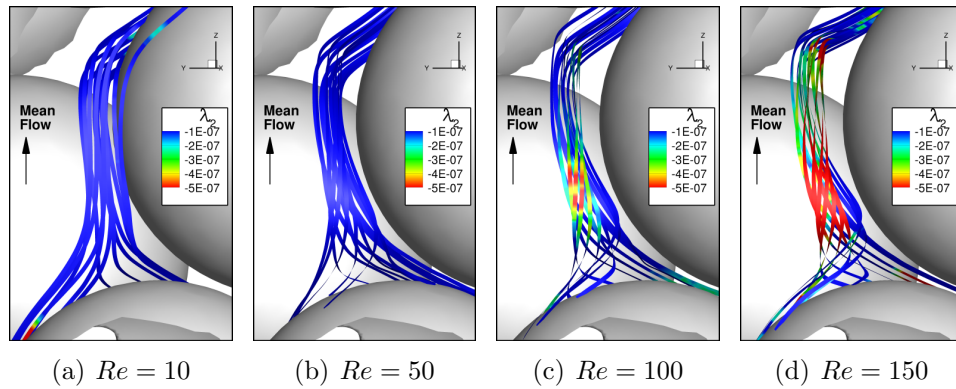 Z
Y X
Mean
Flow
λ2
-1E-07
-2E-07
-3E-07
-4E-07
-5E-07
(a) Re = 10
Z
Y X
Mean
Flow
λ2
-1E-07
-2E-07
-3E-07
-4E-07
-5E-07
(b) Re = 50
Z
Y X
Mean
Flow
λ2
-1E-07
-2E-07
-3E-07
-4E-07
-5E-07
(c) Re = 100
Z
Y X
Mean
Flow
λ2
-1E-07
-2E-07
-3E-07
-4E-07
-5E-07
(d) Re = 150